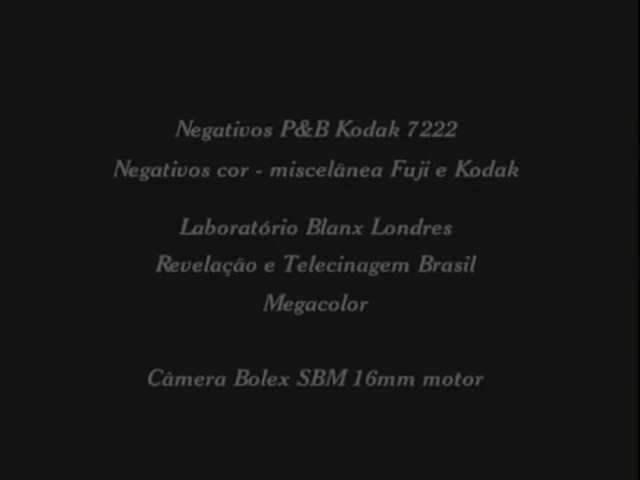 Negativos P&B Kodak 7222
Negativos cor - miscelânea Fuji e Kodak
Laboratório Blanx Londres
Revelação e Telecinagem Brasil
Megacolor
Câmera Bolex SBM 16mm motor